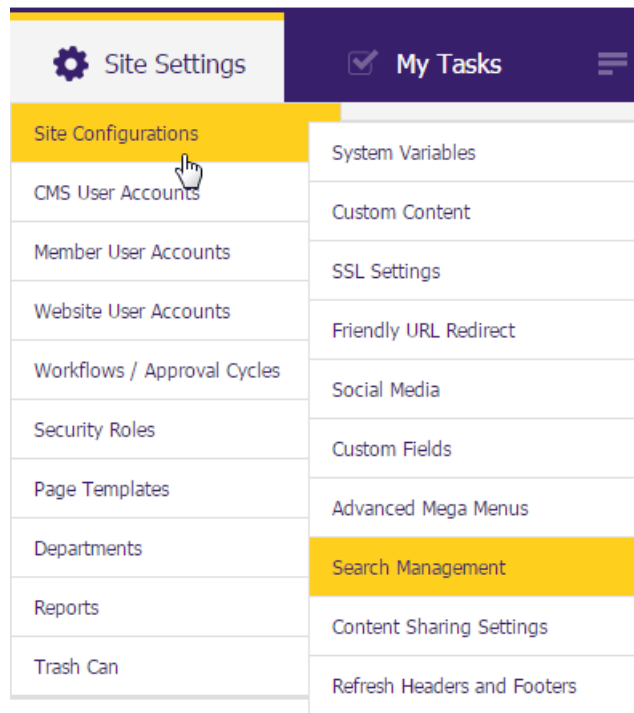 Site Settings
My Tasks
Site Configurations
CMS User Accounts
Member User Accounts
Website User Accounts
Workflows / Approval Cycles
Security Roles
Page Templates
Departments
Reports
Trash Can
System Variables
Custom Content
SSL Settings
Friendly URL Redirect
Social Media
Custom Fields
Advanced Mega Menus
Search Management
Content Sharing Settings
Refresh Headers and Footers